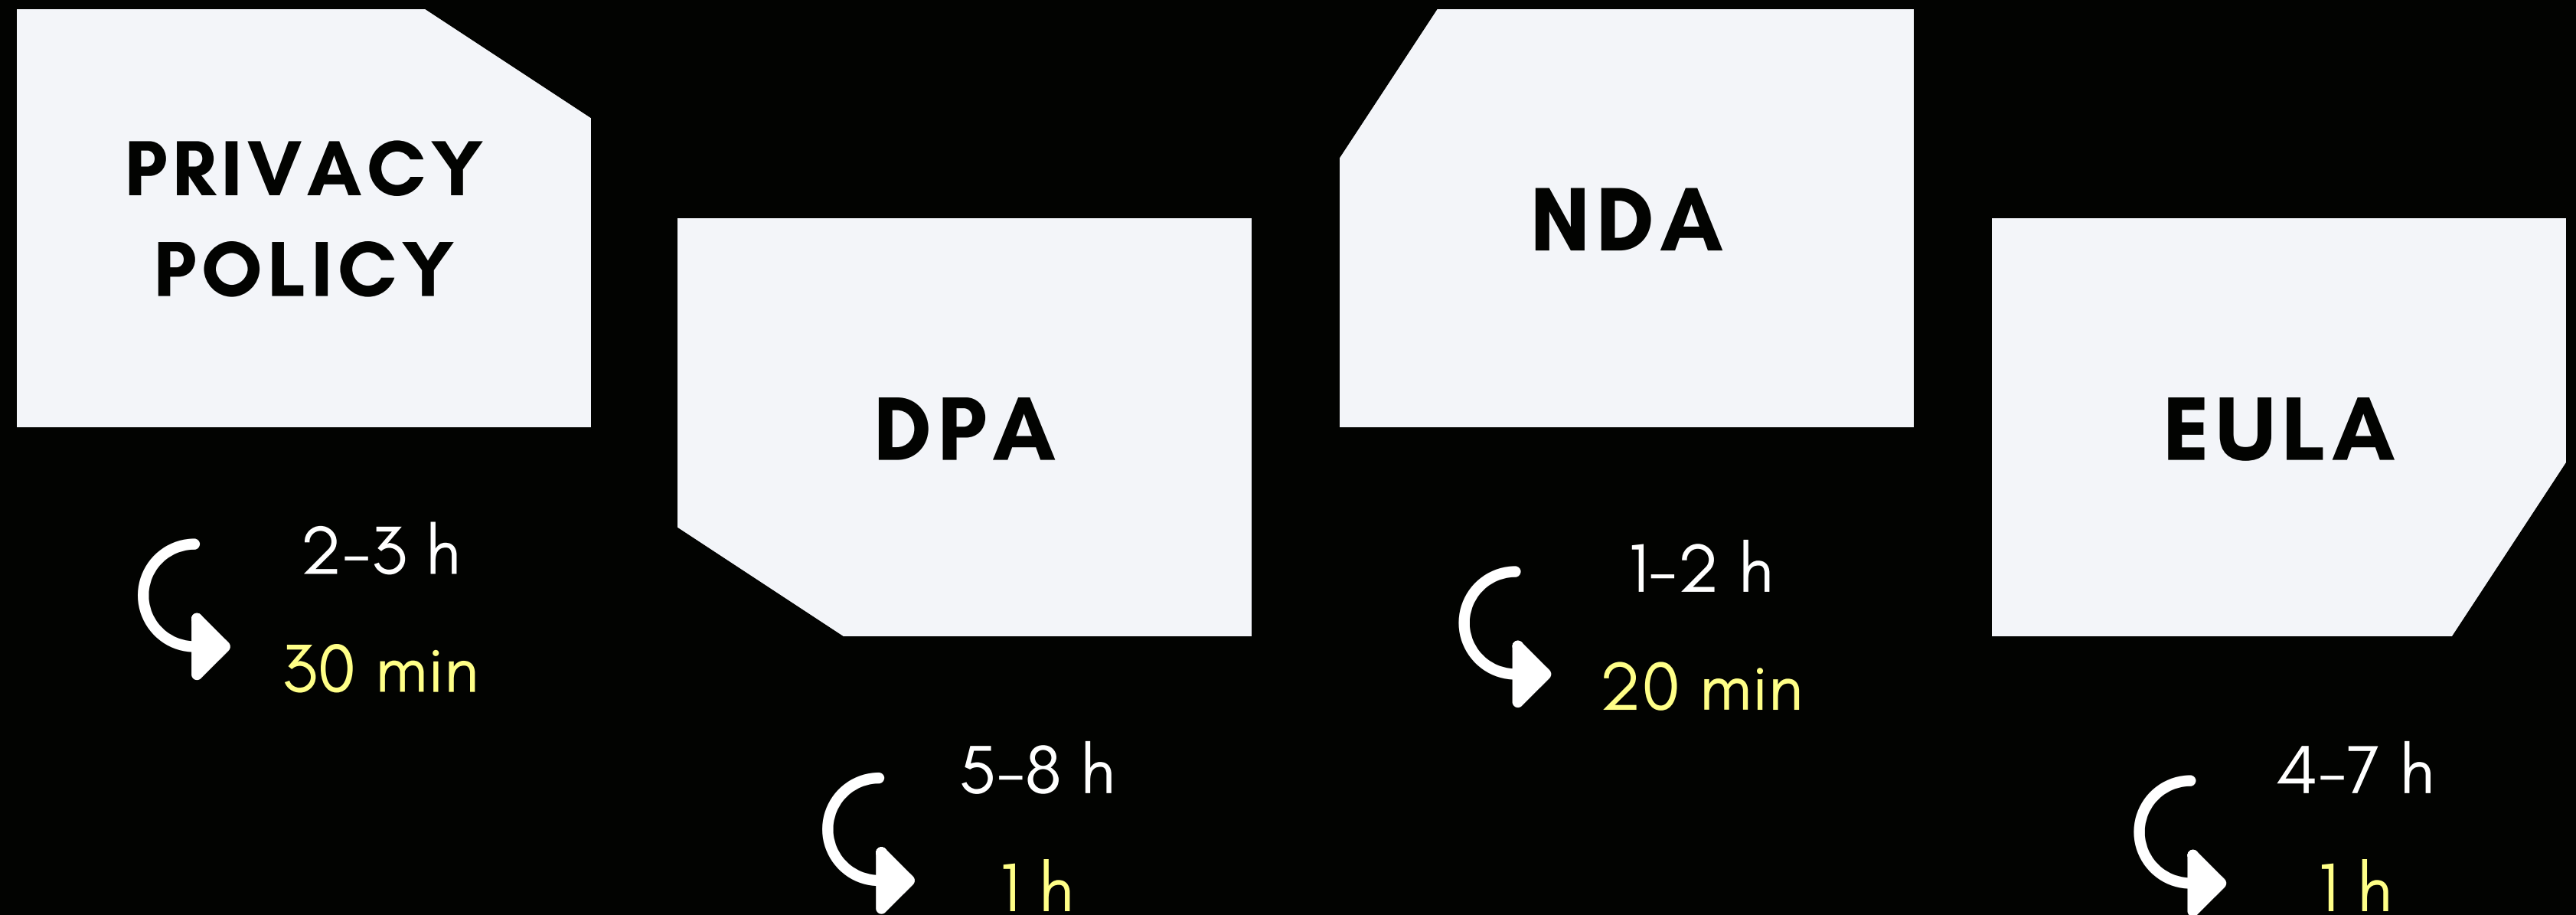 PRIVACY
POLICY
2–3 h
30 min
DPA
5–8 h
1 h
NDA
1–2 h
20 min
EULA
4–7 h
1 h